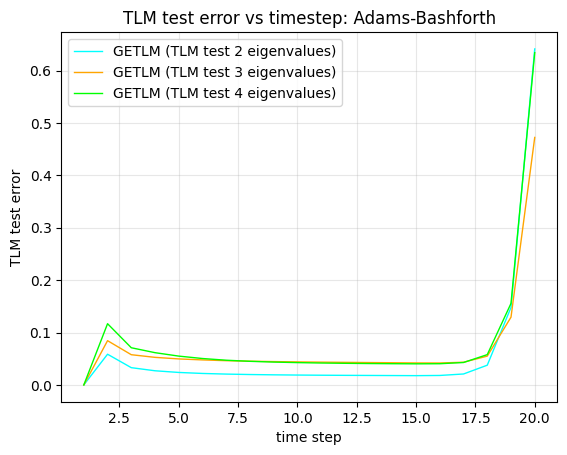 TLM test error vs timestep: Adams-Bashforth
GETLM (TLM test 2 eigenvalues)
GETLM (TLM test 3 eigenvalues)
GETLM (TLM test 4 eigenvalues)
TLM test error
0.6
0.5
0.4
0.3
0.2
0.1
0.0
2.5 5.0 7.5 10.0 12.5 15.0 17.5 20.0
time step